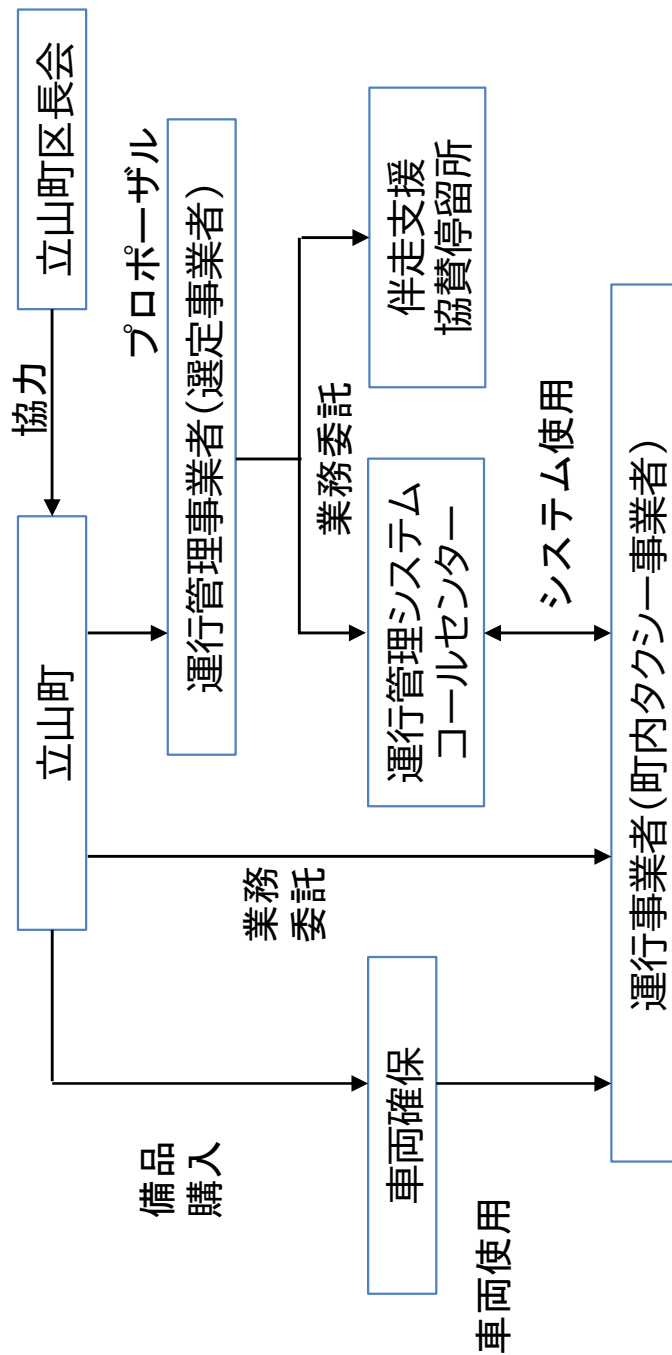 立山町区長会
協力
立山町
プロポーザル
運行管理事業者(選定事業者)
業務委託
伴走支援
協賛停留所
運行管理システム
コールセンター
システム使用
業務
委託
備品
購入
車両確保
車両使用
運行事業者(町内タクシー事業者)